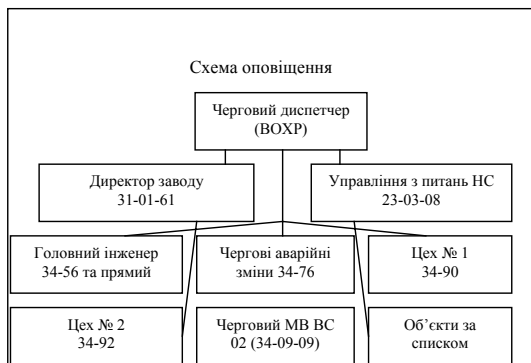 Схема оповіщення
Черговий диспетчер
(ВОХР)
Директор заводу
31-01-61
Управління з питань НС
23-03-08
Головний інженер
34-56 та прямий
Чергові аварійні
зміни 34-76
Цех № 1
34-90
Цех № 2
34-92
Черговий МВ ВС
02 (34-09-09)
Об’єкти за
списком